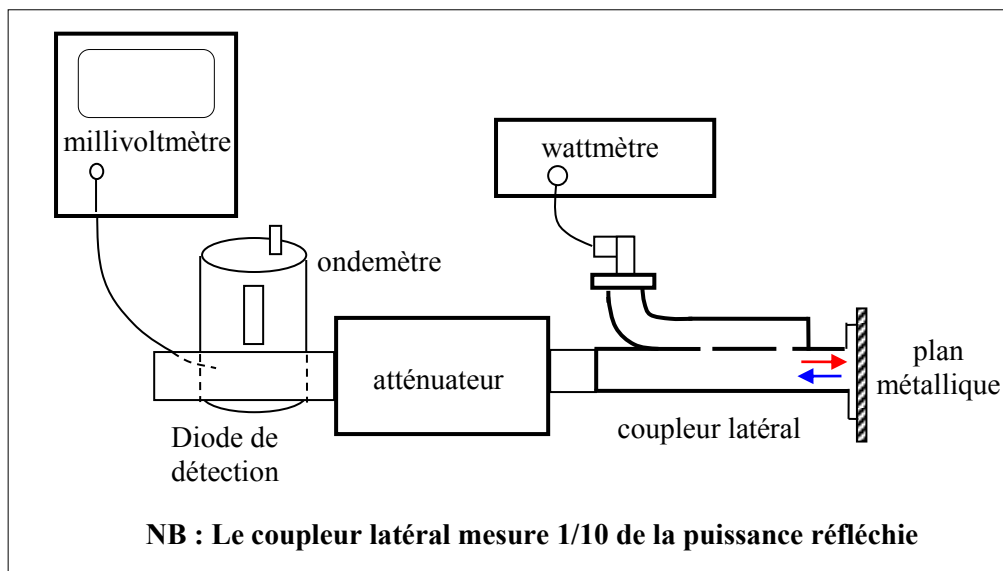 millivoltmètre
wattmètre
ondemètre
atténuateur
plan
métallique
coupleur latéral
Diode de
détection
NB : Le coupleur latéral mesure 1/10 de la puissance réfléchie